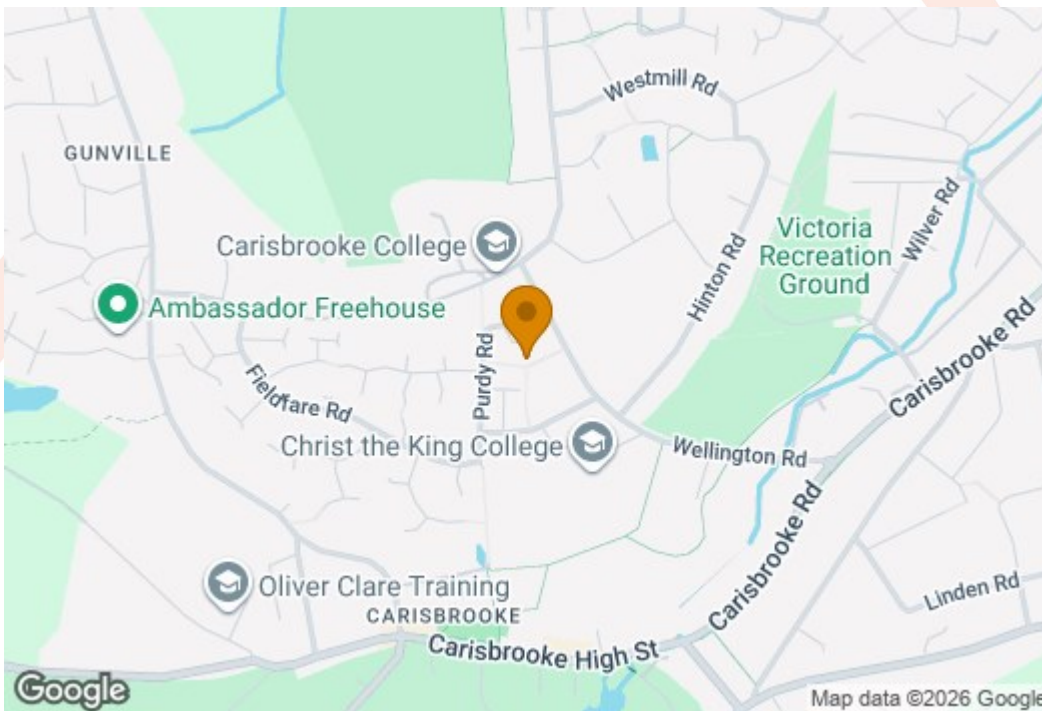 Westmill Rd
GUNVILLE
Wilver Rd
Carisbrooke College
Victoria
Recreation
Ground
Hinton Rd
Ambassador Freehouse
Purdy Rd
Carisbrooke Rd
Fieldfare Rd
Christ the King College
Wellington Rd
Carisbrooke Rd
Oliver Clare Training
Linden Rd
CARISBROOKE
Carisbrooke High St
Google
Map data ©2026 Google